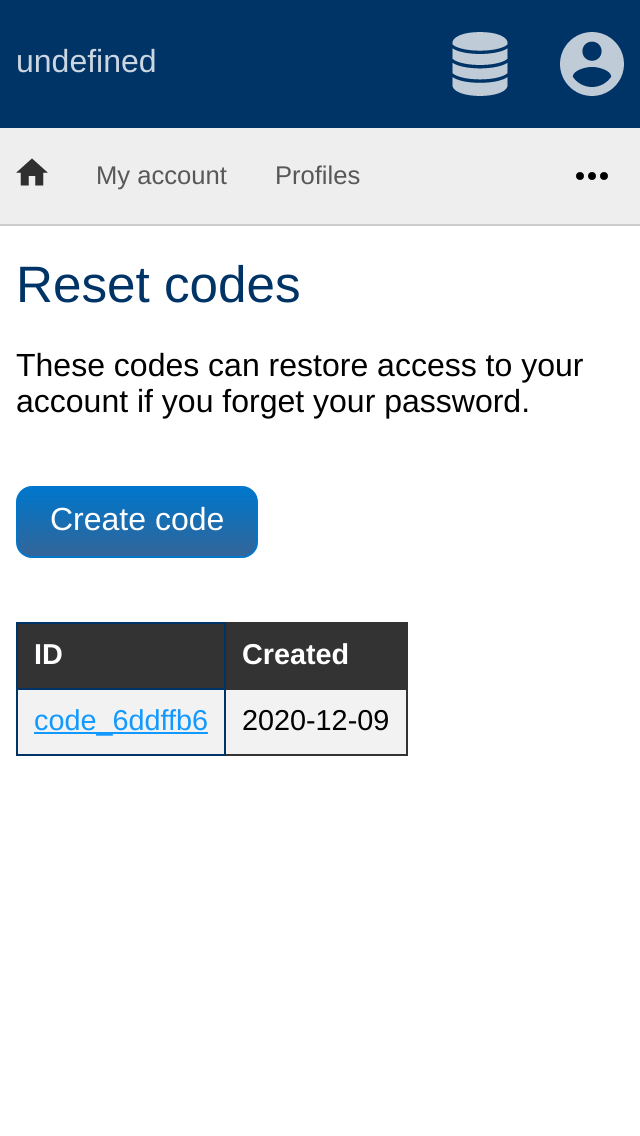 undefined
My account Profiles
Reset codes
These codes can restore access to your
account if you forget your password.
Create code
ID Created
code_6ddffb6 2020-12-09